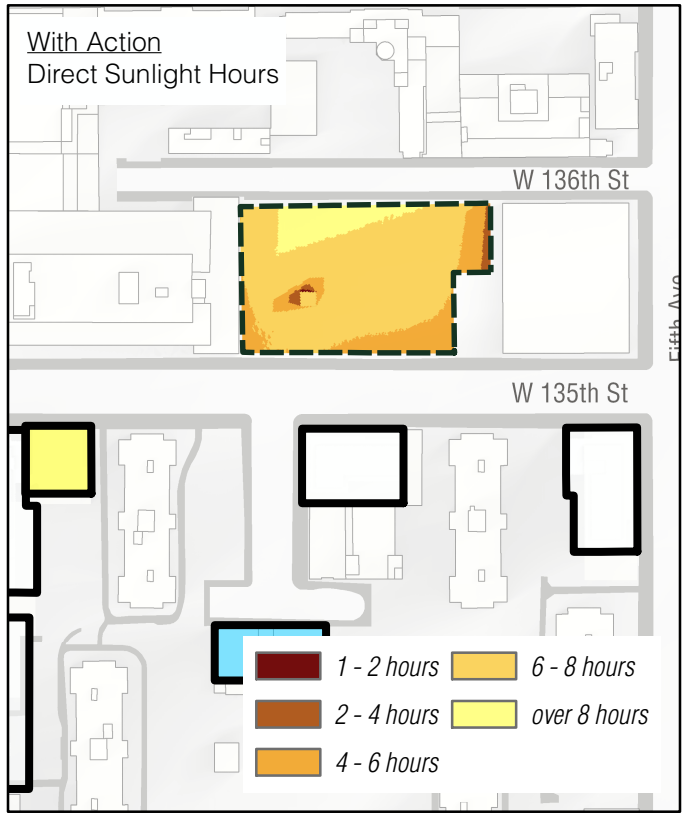 With Action
Direct Sunlight Hours
W 136th St
Fifth Ave
W 135th St
1 - 2 hours
6 - 8 hours
2 - 4 hours
over 8 hours
4 - 6 hours